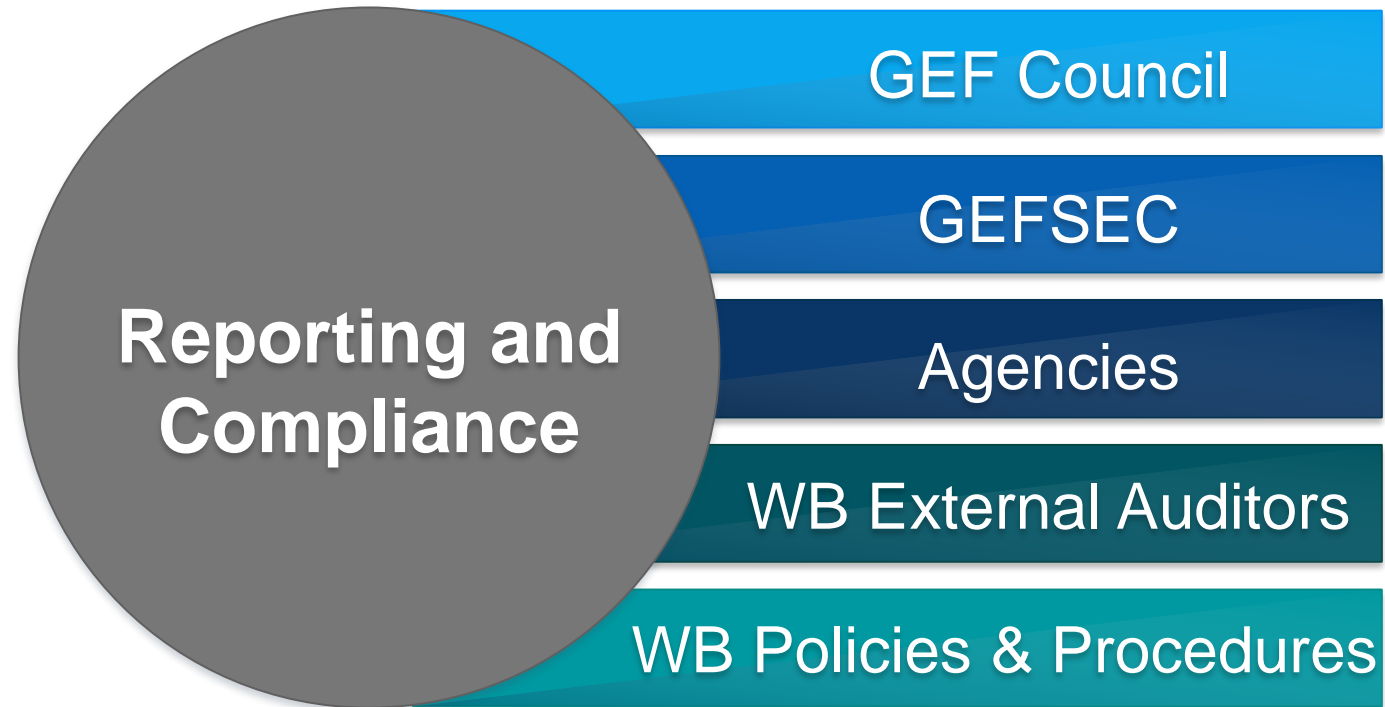 Reporting and
Compliance
GEF Council
GEFSEC
Agencies
WB External Auditors
WB Policies & Procedures